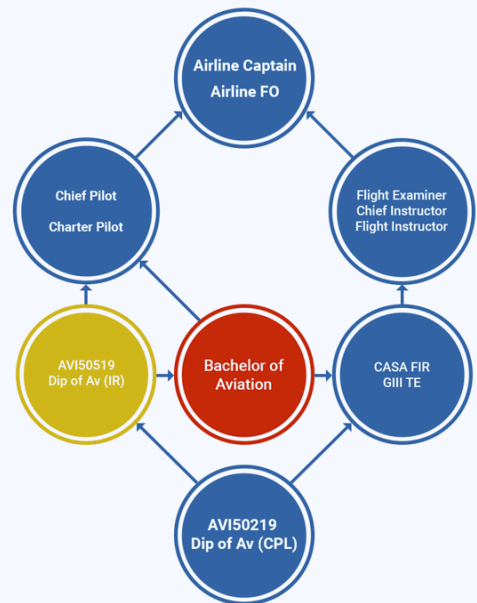 Airline Captain
Airline FO
Chief Pilot
Charter Pilot
Flight Examiner
Chief Instructor
Flight Instructor
AVI50519
Dip of Av (IR)
Bachelor of
Aviation
CASA FIR
GIII TE
AVI50219
Dip of Av (CPL)